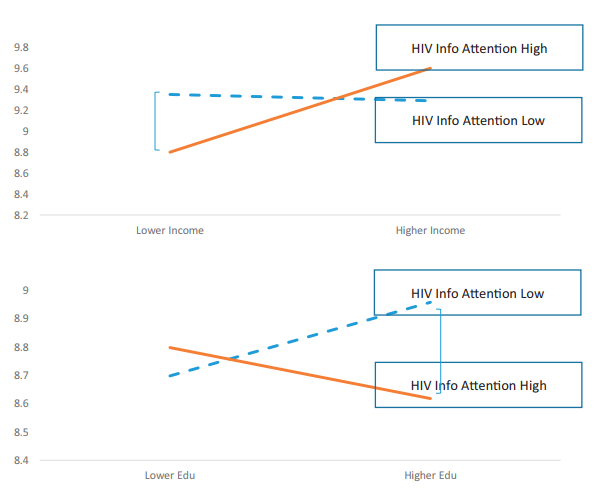 9.8
HIV Info Attention High
9.6
9.4
9.2
HIV Info Attention Low
9
8.8
8.6
8.4
8.2
Lower Income
Higher Income
9
HIV Info Attention Low
8.9
8.8
8.7
HIV Info Attention High
8.6
8.5
8.4
Lower Edu
Higher Edu